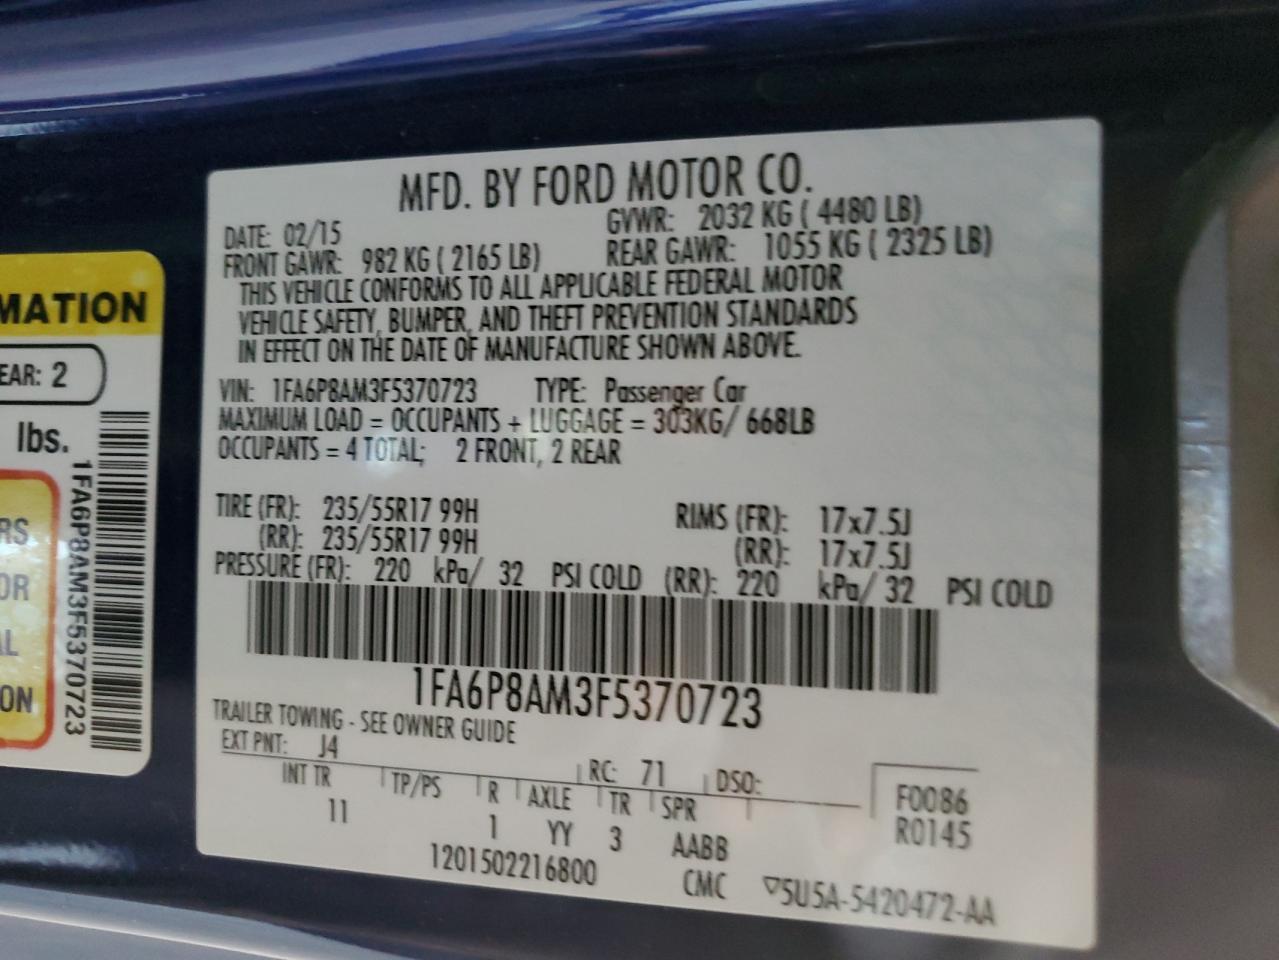 MFD. BY FORD MOTOR CO.
DATE: 02/15 GVWR: 2032 KG ( 4480 LB)
FRONT GAWR: 982 KG ( 2165 LB) REAR GAWR: 1055 KG ( 2325 LB)
THIS VEHICLE CONFORMS TO ALL APPLICABLE FEDERAL MOTOR
VEHICLE SAFETY, BUMPER, AND THEFT PREVENTION STANDARDS
IN EFFECT ON THE DATE OF MANUFACTURE SHOWN ABOVE.
VIN: 1FA6P8AM3F5370723 TYPE: Passenger Car
MAXIMUM LOAD = OCCUPANTS + LUGGAGE = 303KG/ 668LB
OCCUPANTS = 4 TOTAL; 2 FRONT, 2 REAR
TIRE (FR): 235/55R17 99H RIMS (FR): 17x7.5J
(RR): 235/55R17 99H (RR): 17x7.5J
PRESSURE (FR): 220 kPa/ 32 PSI COLD (RR): 220 kPa/ 32 PSI COLD
1FA6P8AM3F5370723
TRAILER TOWING - SEE OWNER GUIDE
EXT PNT: J4 RC: 71 DSO:
INT TR TP/PS R AXLE TR SPR F0086
11 1 YY 3 AABB R0145
1201502216800 CMC ▽5U5A-5420472-AA
MATION
EAR: 2
lbs.
RS
OR
AL
ON
1FA6P8AM3F5370723